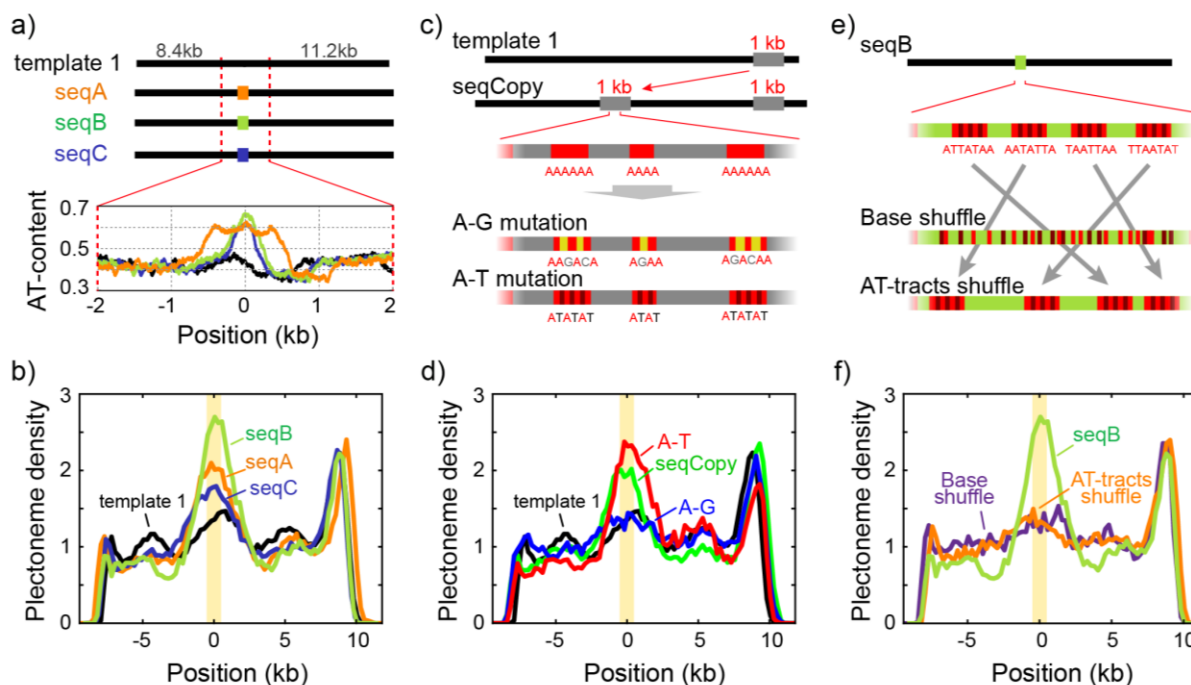 a)
8.4kb 11.2kb
template 1
seqA
seqB
seqC
AT-content
0.7
0.5
0.3
-2 -1 0 1 2
Position (kb)
b)
Plectoneme density
3
2
1
0
seqB
seqA
seqC
template 1
-5 0 5 10
Position (kb)
c)
template 1
1 kb
seqCopy
1 kb 1 kb
AAAAAA AAAA AAAAAA
A-G mutation
AAGACA AGAA AGACAA
A-T mutation
ATATAT ATAT ATATAT
d)
Plectoneme density
3
2
1
0
A-T
seqCopy
template 1
A-G
-5 0 5 10
Position (kb)
e)
seqB
ATTATAA AATATTA TAATTAA TTAATAT
Base shuffle
AT-tracts shuffle
f)
Plectoneme density
3
2
1
0
seqB
Base
shuffle
AT-tracts
shuffle
-5 0 5 10
Position (kb)